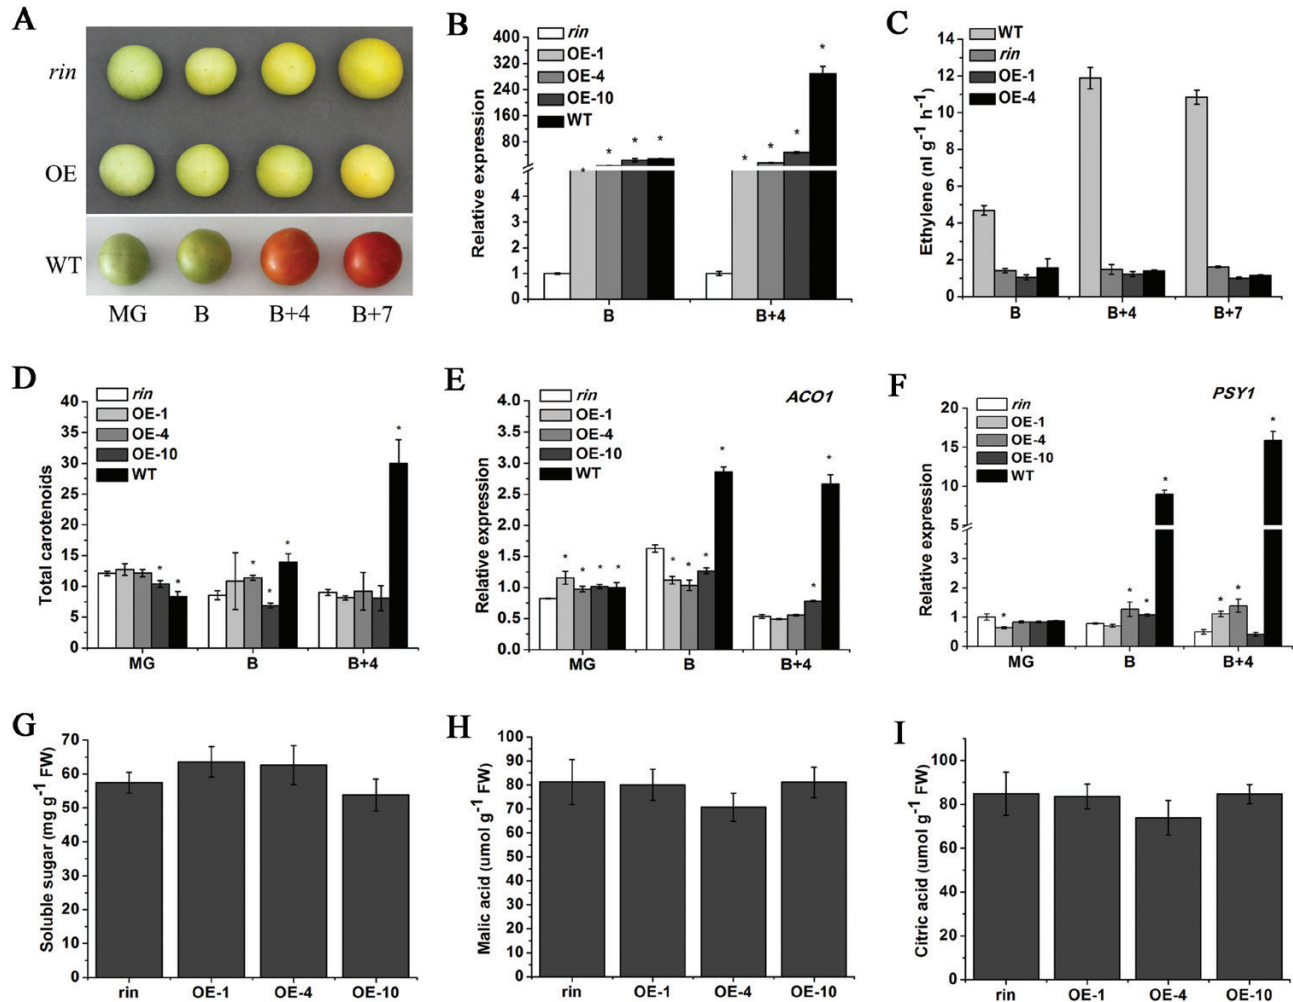 A
rin
OE
WT
MG B B+4 B+7
B
rin
OE-1
OE-4
OE-10
WT
Relative expression
400
360
320
280
240
200
160
120
80
5
4
3
2
1
0
*
* * * *
* * * *
B B+4
C
WT
rin
OE-1
OE-4
Ethylene (nl g⁻¹ h⁻¹)
14
12
10
8
6
4
2
0
B B+4 B+7
D
rin
OE-1
OE-4
OE-10
WT
Total carotenoids
40
35
30
25
20
15
10
5
0
* *
* * *
*
MG B B+4
E
ACO1
rin
OE-1
OE-4
OE-10
WT
Relative expression
4.0
3.5
3.0
2.5
2.0
1.5
1.0
0.5
0.0
* * * *
* * * *
* *
MG B B+4
F
PSY1
rin
OE-1
OE-4
OE-10
WT
Relative expression
20
15
10
5
4
3
2
1
0
*
* * *
* * *
MG B B+4
G
Soluble sugar (mg g⁻¹ FW)
70
60
50
40
30
20
10
0
rin OE-1 OE-4 OE-10
H
Malic acid (umol g⁻¹ FW)
100
90
80
70
60
50
40
30
20
10
0
rin OE-1 OE-4 OE-10
I
Citric acid (umol g⁻¹ FW)
100
80
60
40
20
0
rin OE-1 OE-4 OE-10